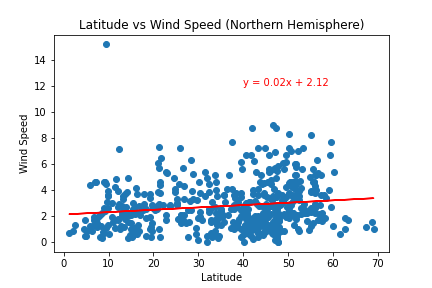 Latitude vs Wind Speed (Northern Hemisphere)
14
12
10
8
6
4
2
0
Wind Speed
y = 0.02x + 2.12
0 10 20 30 40 50 60 70
Latitude